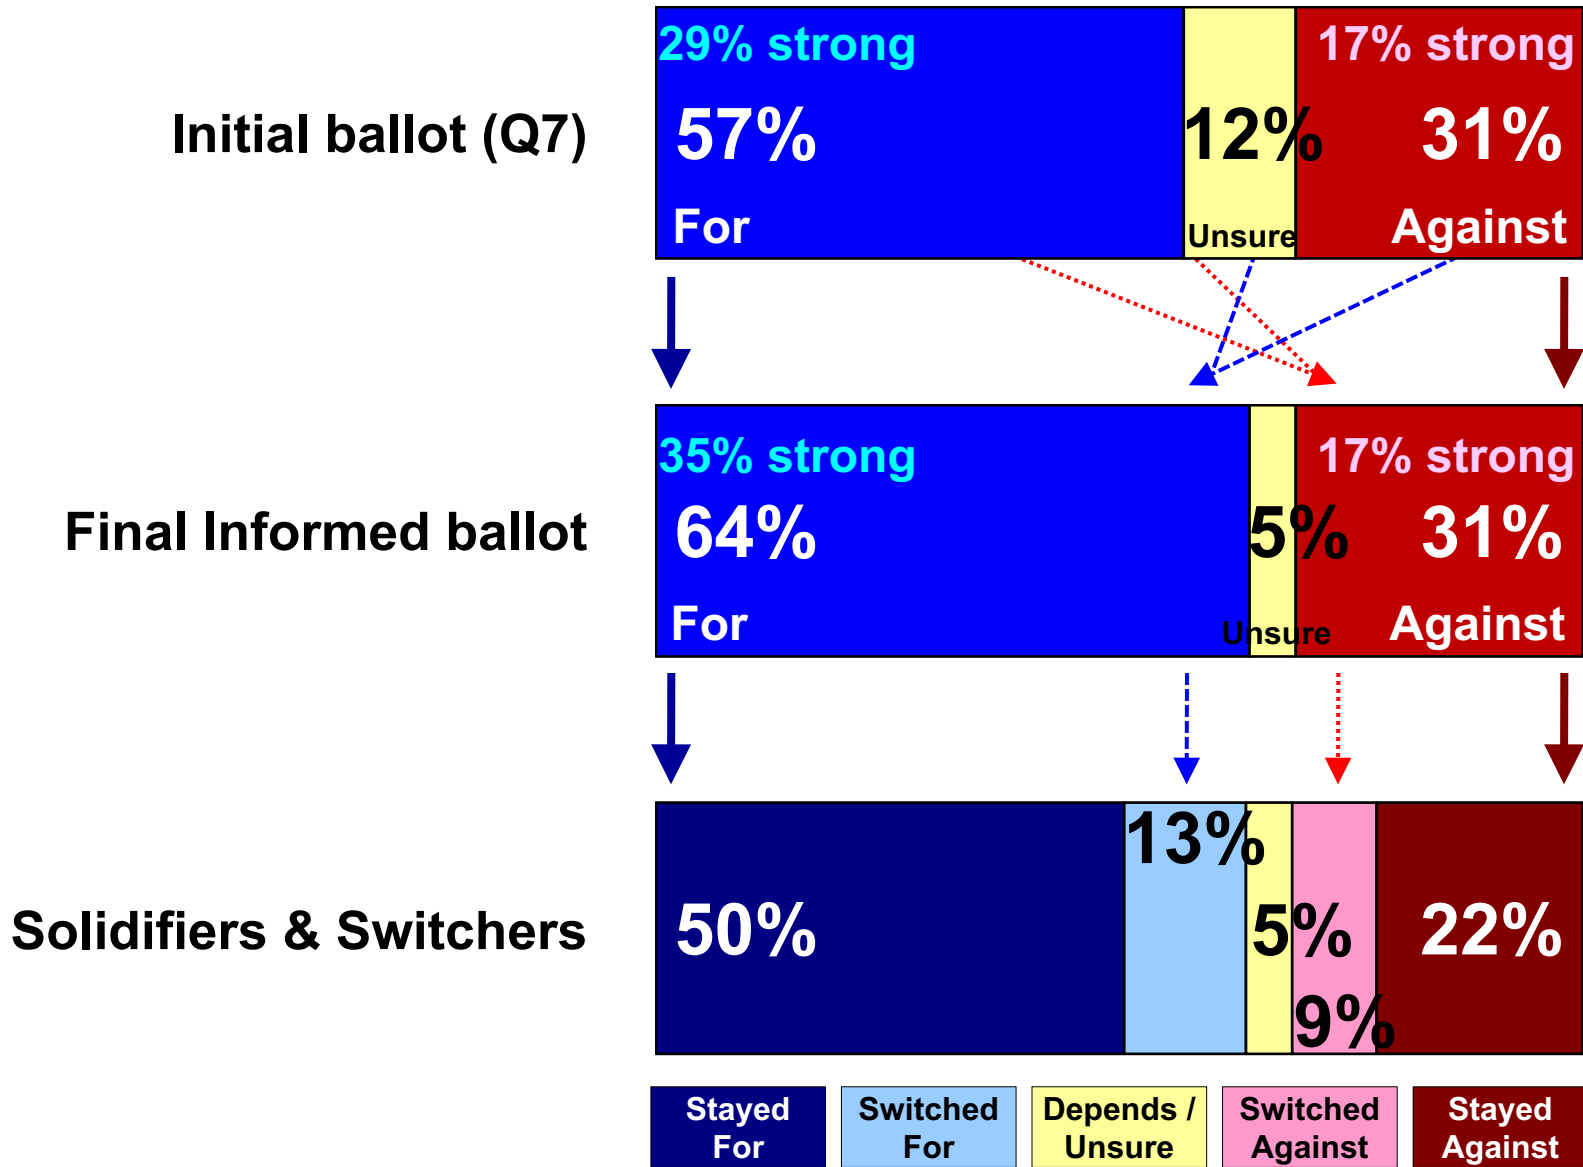 29% strong
17% strong
Initial ballot (Q7)
57%
12%
31%
For
Unsure
Against
35% strong
17% strong
Final Informed ballot
64%
5%
31%
For
Unsure
Against
13%
Solidifiers & Switchers
50%
5%
22%
9%
Stayed
For
Switched
For
Depends /
Unsure
Switched
Against
Stayed
Against